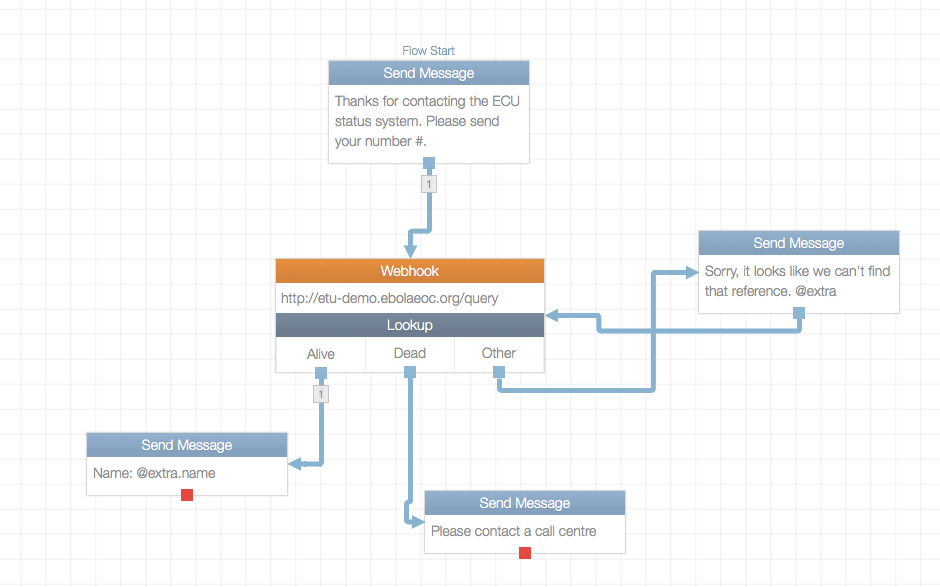 Flow Start
Send Message
Thanks for contacting the ECU
status system. Please send
your number #.
1
Webhook
http://etu-demo.ebolaeoc.org/query
Lookup
Alive
Dead
Other
Send Message
Sorry, it looks like we can't find
that reference. @extra
1
Send Message
Name: @extra.name
Send Message
Please contact a call centre